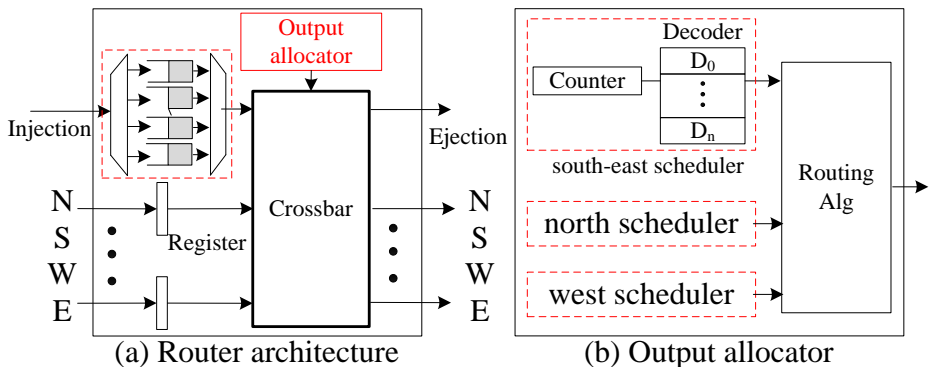 Output
allocator
Injection
Ejection
N
S
W
E
Register
Crossbar
N
S
W
E
(a) Router architecture
Decoder
Counter
D0
Dn
south-east scheduler
north scheduler
west scheduler
Routing
Alg
(b) Output allocator